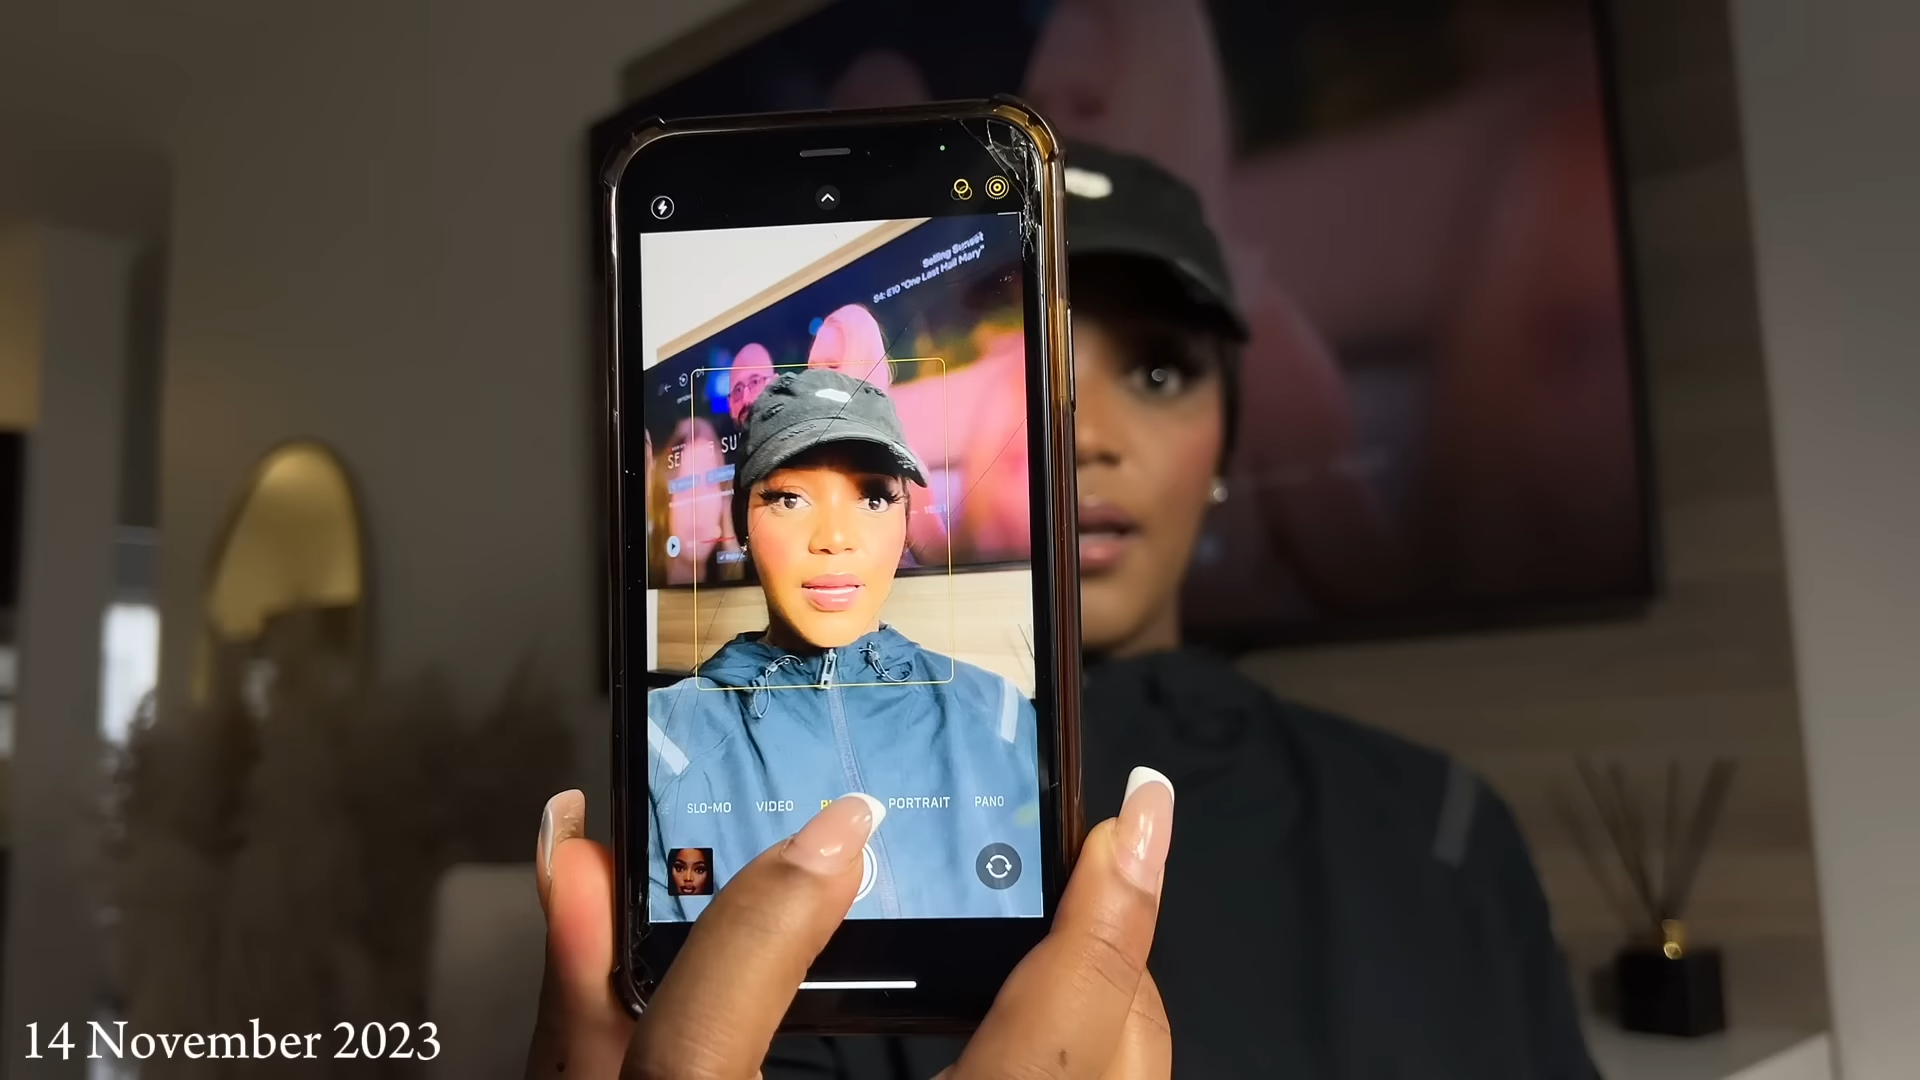 Selling Sunset
S4: E10 "One Last Hail Mary"
SLO-MO VIDEO PORTRAIT PANO
14 November 2023